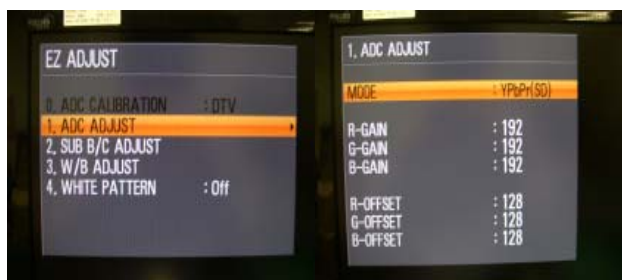 EZ ADJUST
0. ADC CALIBRATION : DTV
1. ADC ADJUST
2. SUB B/C ADJUST
3. W/B ADJUST
4. WHITE PATTERN : Off
1. ADC ADJUST
MODE : YPbPr(SD)
R-GAIN : 192
G-GAIN : 192
B-GAIN : 192
R-OFFSET : 128
G-OFFSET : 128
B-OFFSET : 128